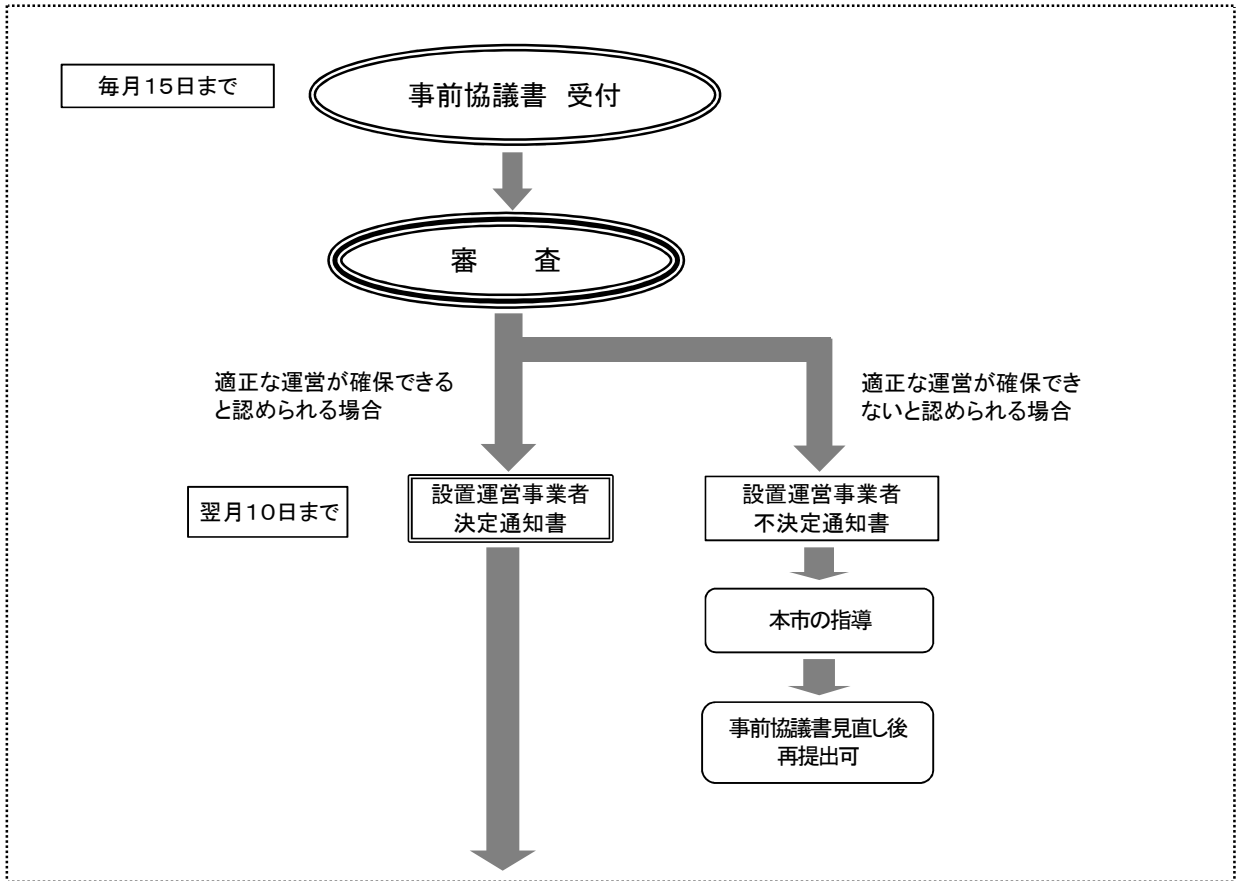 毎月15日まで
事前協議書 受付
審　　査
適正な運営が確保できる
と認められる場合
適正な運営が確保でき
ないと認められる場合
翌月10日まで
設置運営事業者
決定通知書
設置運営事業者
不決定通知書
本市の指導
事前協議書見直し後
再提出可